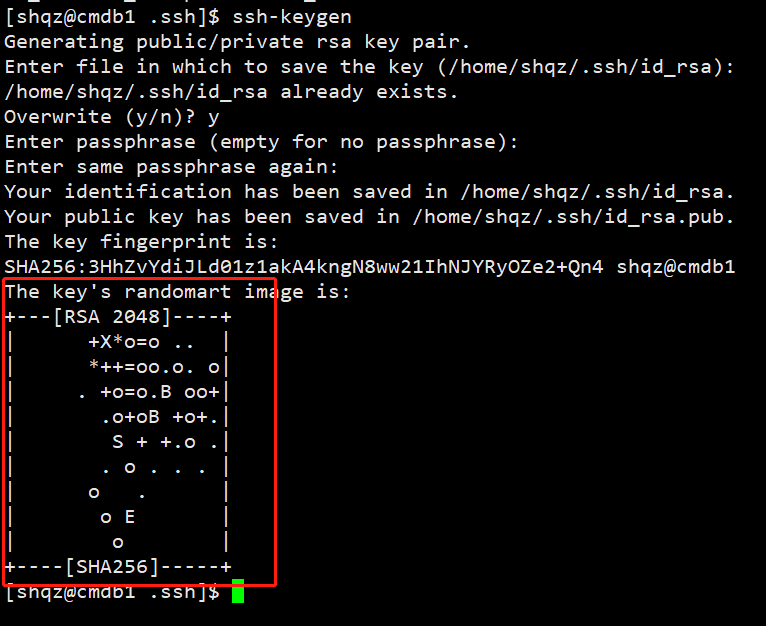 [shqz@cmdb1 .ssh]$ ssh-keygen
Generating public/private rsa key pair.
Enter file in which to save the key (/home/shqz/.ssh/id_rsa):
/home/shqz/.ssh/id_rsa already exists.
Overwrite (y/n)? y
Enter passphrase (empty for no passphrase):
Enter same passphrase again:
Your identification has been saved in /home/shqz/.ssh/id_rsa.
Your public key has been saved in /home/shqz/.ssh/id_rsa.pub.
The key fingerprint is:
SHA256:3HhZvYdiJLd01z1akA4kngN8ww21IhNJYRyOZe2+Qn4 shqz@cmdb1
The key's randomart image is:
+---[RSA 2048]----+
|      +X*o=o ..  |
|      *++=oo.o. o|
|     . +o=o.B oo+|
|       .o+oB +o+.|
|        S + +.o .|
|       . o . . . |
|      o   .      |
|       o E       |
|        o        |
+----[SHA256]-----+
[shqz@cmdb1 .ssh]$